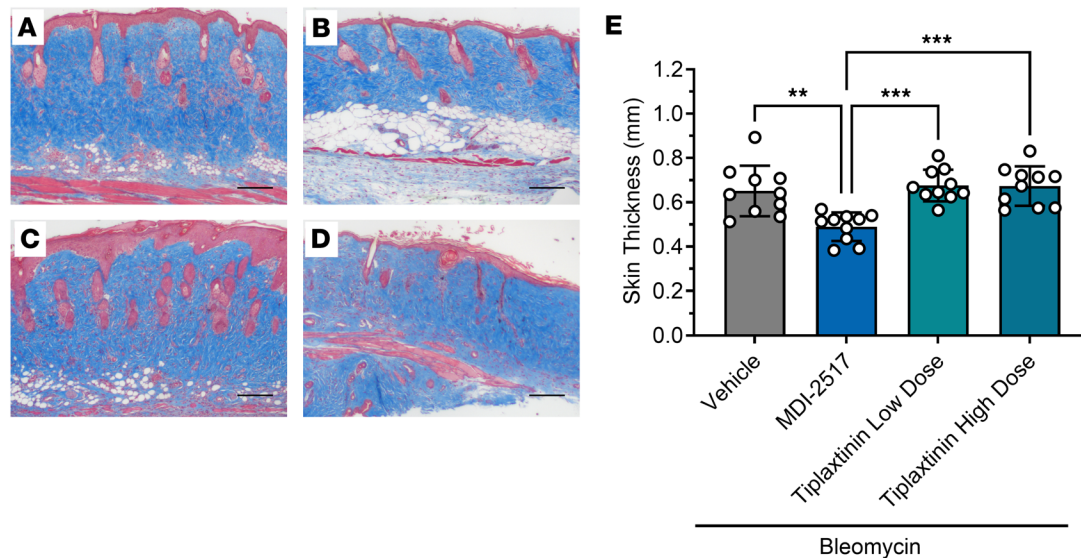 A
B
C
D
E
***
**
***
Skin Thickness (mm)
1.2
1.0
0.8
0.6
0.4
0.2
0.0
Vehicle
MDI-2517
Tiplaxtinin Low Dose
Tiplaxtinin High Dose
Bleomycin